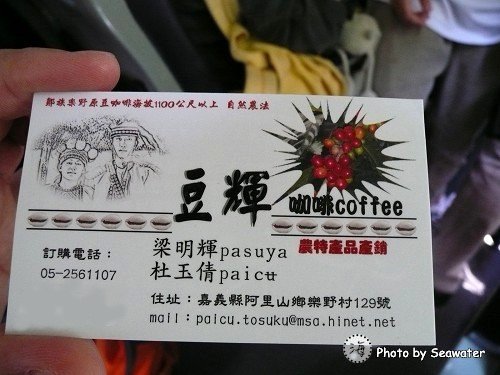 鄒族樂野原豆咖啡海拔1100公尺以上 自然農法
豆輝
咖啡coffee
農特產品產銷
訂購電話：
05-2561107
梁明輝pasuya
杜玉倩paicu
住址：嘉義縣阿里山鄉樂野村129號
mail：paicu.tosuku@msa.hinet.net
Photo by Seawater